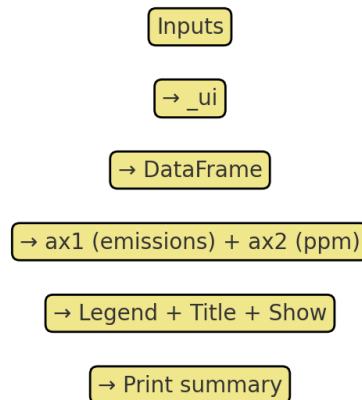 Inputs
→ _ui
→ DataFrame
→ ax1 (emissions) + ax2 (ppm)
→ Legend + Title + Show
→ Print summary